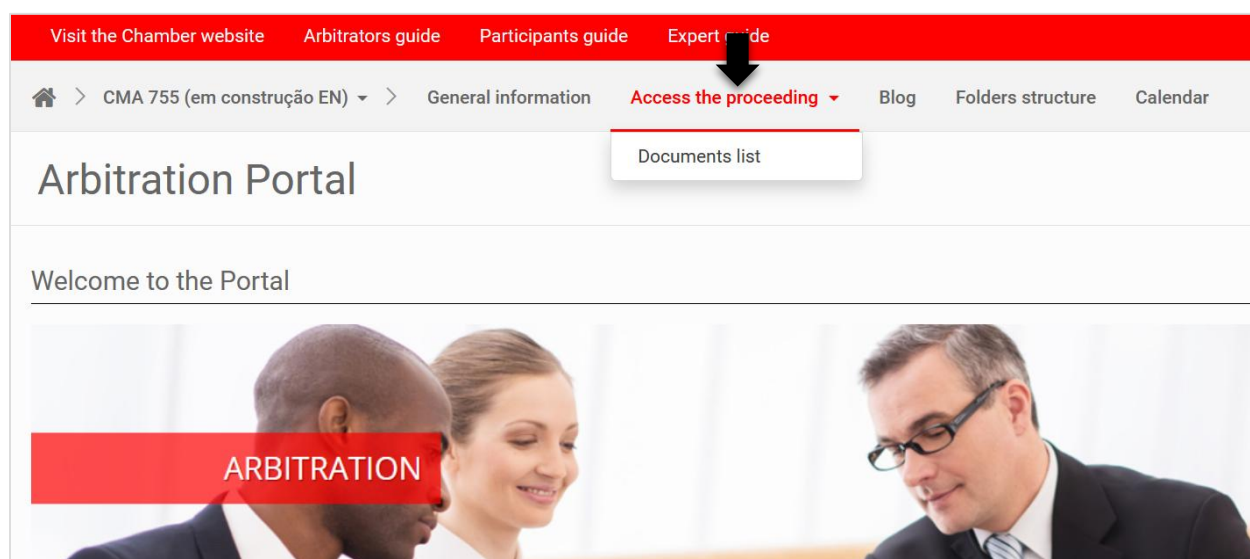 Visit the Chamber website Arbitrators guide Participants guide Expert guide
CMA 755 (em construção EN) General information Access the proceeding Blog Folders structure Calendar
Documents list
Arbitration Portal
Welcome to the Portal
ARBITRATION